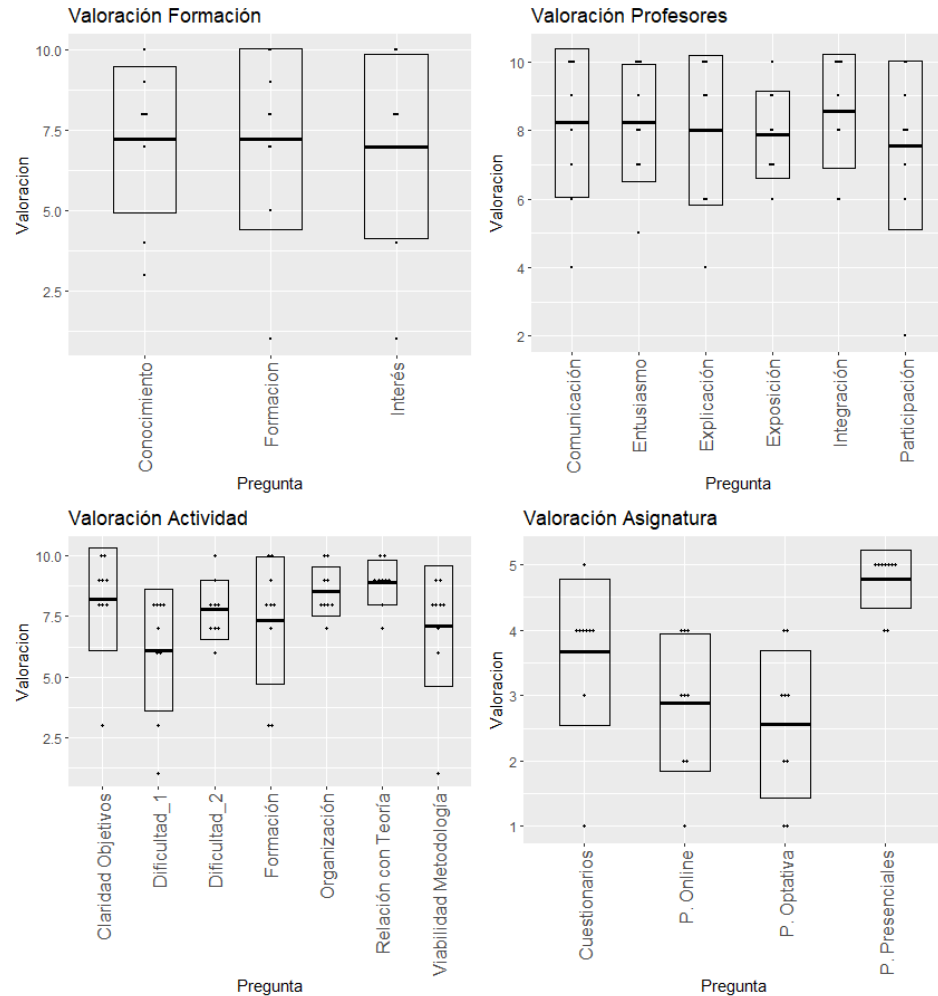 Valoración Formación
Valoracion
10.0
7.5
5.0
2.5
Conocimiento
Formacion
Interés
Pregunta
Valoración Profesores
Valoracion
10
8
6
4
2
Comunicación
Entusiasmo
Explicación
Exposición
Integración
Participación
Pregunta
Valoración Actividad
Valoracion
10.0
7.5
5.0
2.5
Claridad Objetivos
Dificultad_1
Dificultad_2
Formación
Organización
Relación con Teoría
Viabilidad Metodología
Pregunta
Valoración Asignatura
Valoracion
5
4
3
2
1
Cuestionarios
P. Online
P. Optativa
P. Presenciales
Pregunta